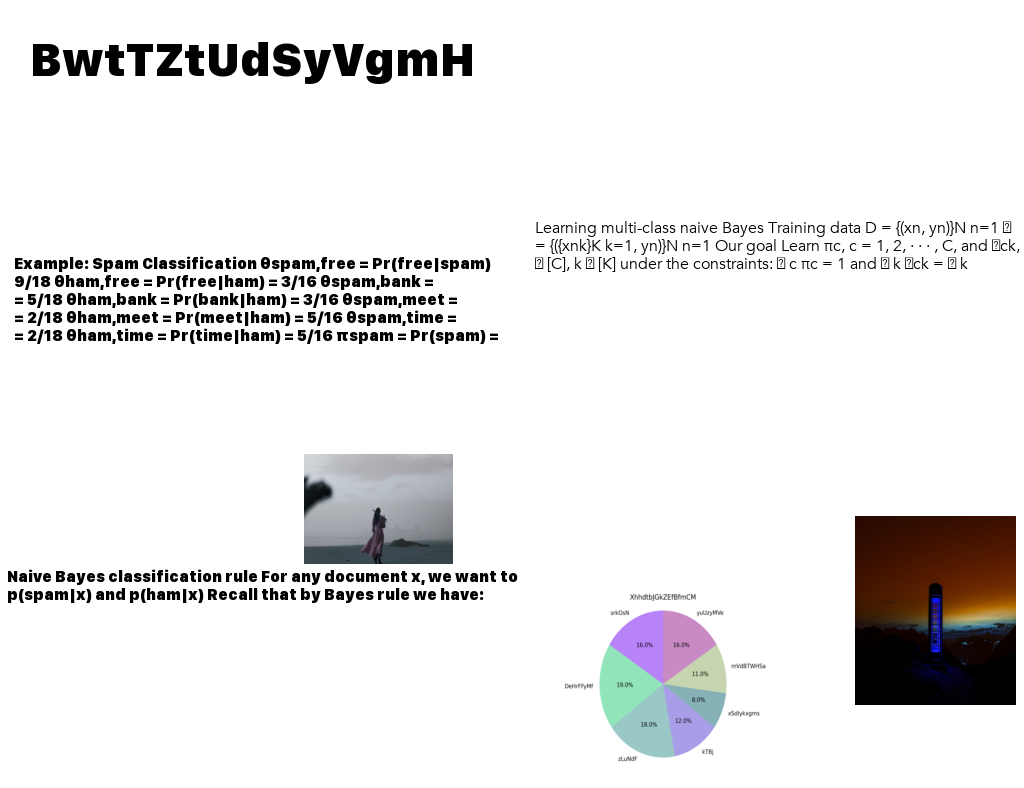 BwtTZtUdSyVgmH
Example: Spam Classification θspam,free = Pr(free|spam)
9/18 θham,free = Pr(free|ham) = 3/16 θspam,bank =
= 5/18 θham,bank = Pr(bank|ham) = 3/16 θspam,meet =
= 2/18 θham,meet = Pr(meet|ham) = 5/16 θspam,time =
= 2/18 θham,time = Pr(time|ham) = 5/16 πspam = Pr(spam) =
Learning multi-class naive Bayes Training data D = {(xn, yn)}N n=1 
= {({xnk}K k=1, yn)}N n=1 Our goal Learn πc, c = 1, 2, · · · , C, and ck,
[C], k [K] under the constraints: c πc = 1 and k ck = k
Naive Bayes classification rule For any document x, we want to
p(spam|x) and p(ham|x) Recall that by Bayes rule we have:
XhhdtbJGkZEfBfmCM
srkOsN
yuUzyMVe
16.0%
16.0%
mVdBTWHSa
11.0%
DeHrFfyMf
19.0%
8.0%
xSdlykxgms
18.0%
12.0%
kTBj
zLuNdF